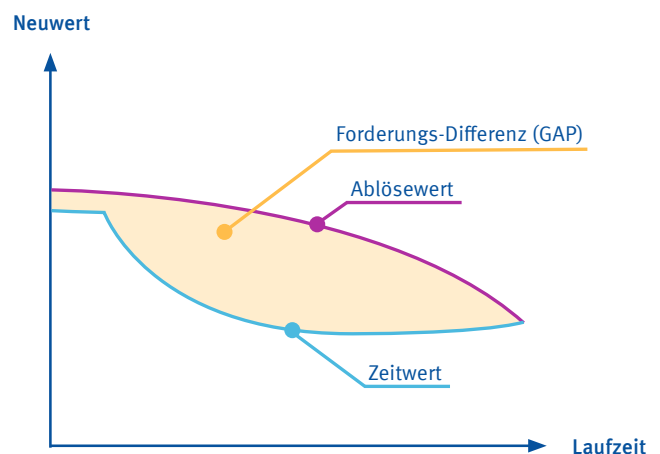 Neuwert
Forderungs-Differenz (GAP)
Ablösewert
Zeitwert
Laufzeit